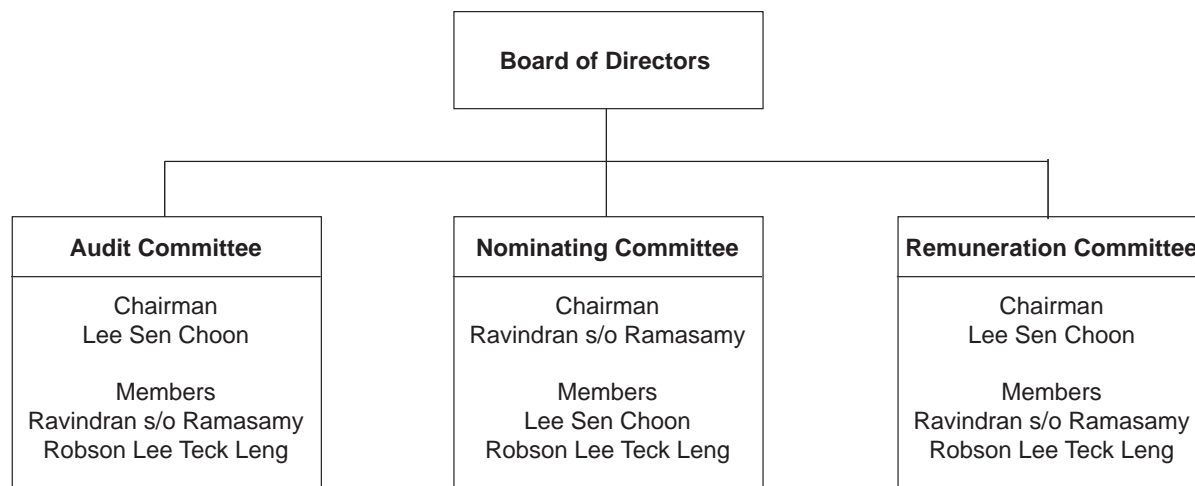 Board of Directors
Audit Committee
Chairman
Lee Sen Choon
Members
Ravindran s/o Ramasamy
Robson Lee Teck Leng
Nominating Committee
Chairman
Ravindran s/o Ramasamy
Members
Lee Sen Choon
Robson Lee Teck Leng
Remuneration Committee
Chairman
Lee Sen Choon
Members
Ravindran s/o Ramasamy
Robson Lee Teck Leng